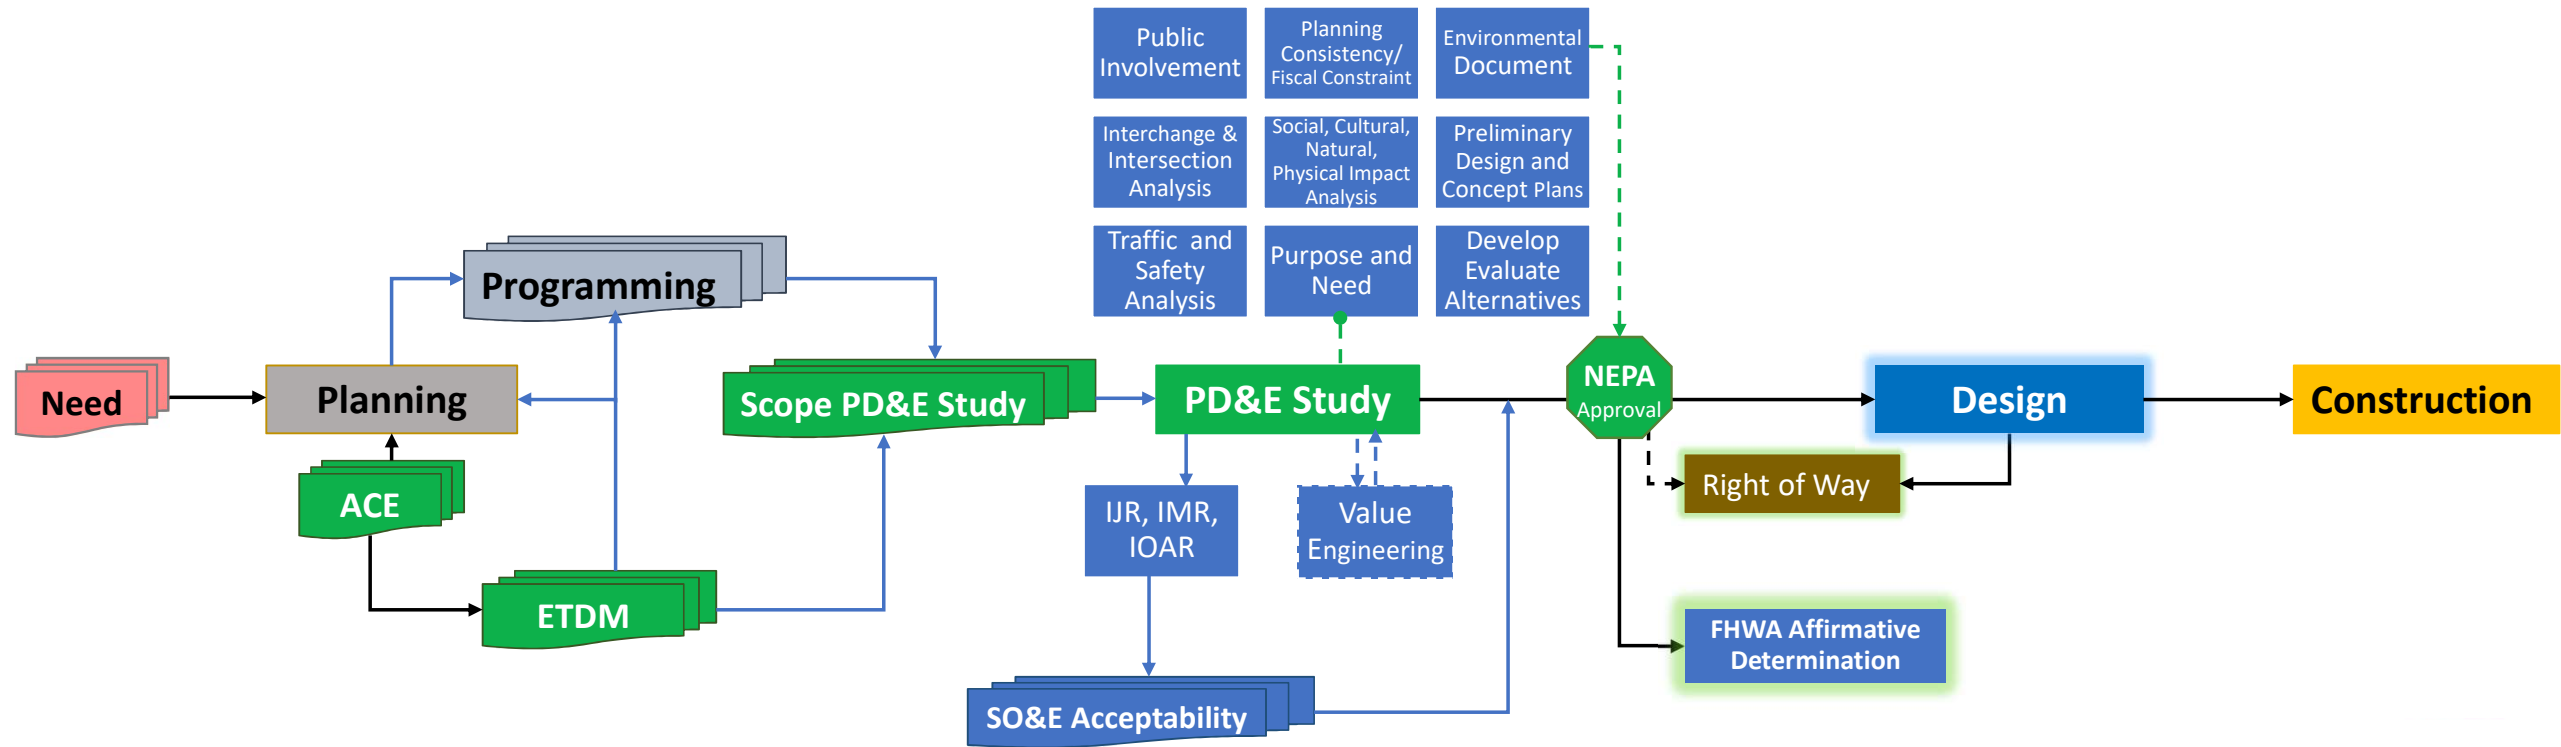 Public
Involvement
Planning
Consistency/
Fiscal Constraint
Environmental
Document
Interchange &
Intersection
Analysis
Social, Cultural,
Natural,
Physical Impact
Analysis
Preliminary
Design and
Concept Plans
Traffic and
Safety
Analysis
Purpose and
Need
Develop
Evaluate
Alternatives
Programming
Need
Planning
Scope PD&E Study
PD&E Study
NEPA
Approval
Design
Construction
ACE
IJR, IMR,
IOAR
Value
Engineering
Right of Way
ETDM
FHWA Affirmative
Determination
SO&E Acceptability